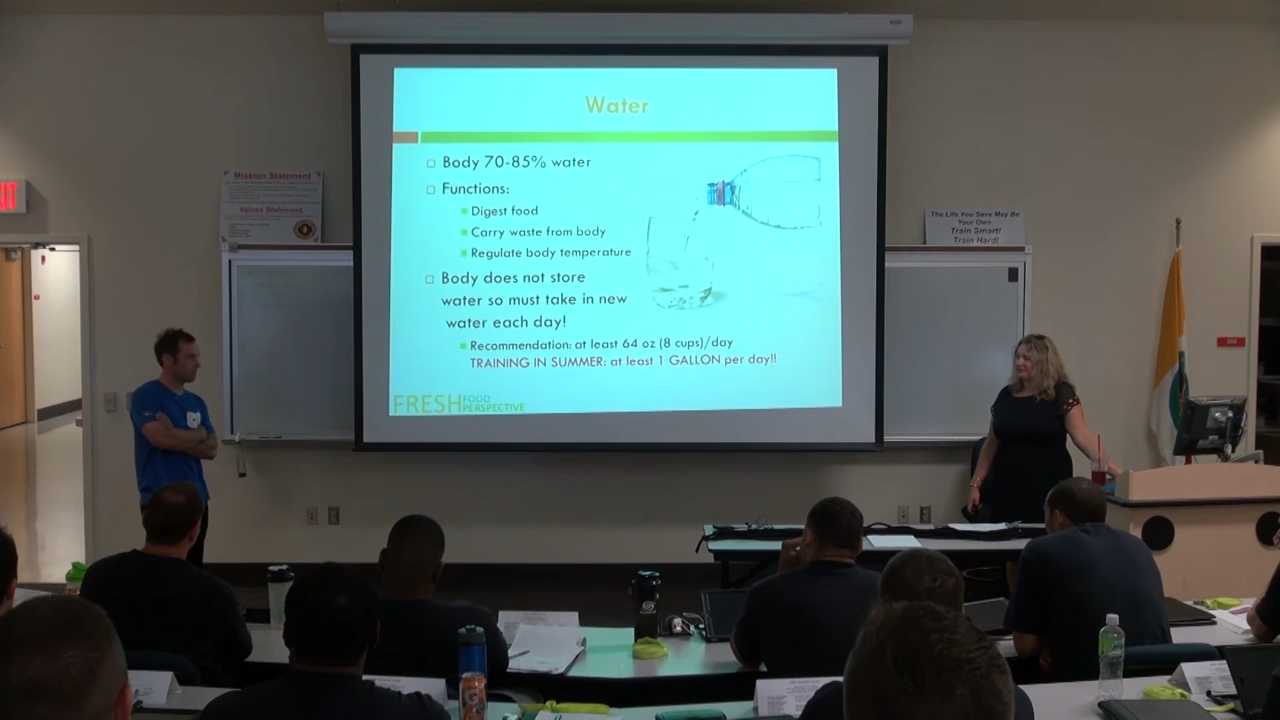 Water
Body 70-85% water
Functions:
Digest food
Carry waste from body
Regulate body temperature
Body does not store
water so must take in new
water each day!
Recommendation: at least 64 oz (8 cups)/day
TRAINING IN SUMMER: at least 1 GALLON per day!!
FRESH FOOD
PERSPECTIVE
Mission Statement
Values Statement
The Life You Save May Be
Your Own
Train Smart!
Train Hard!